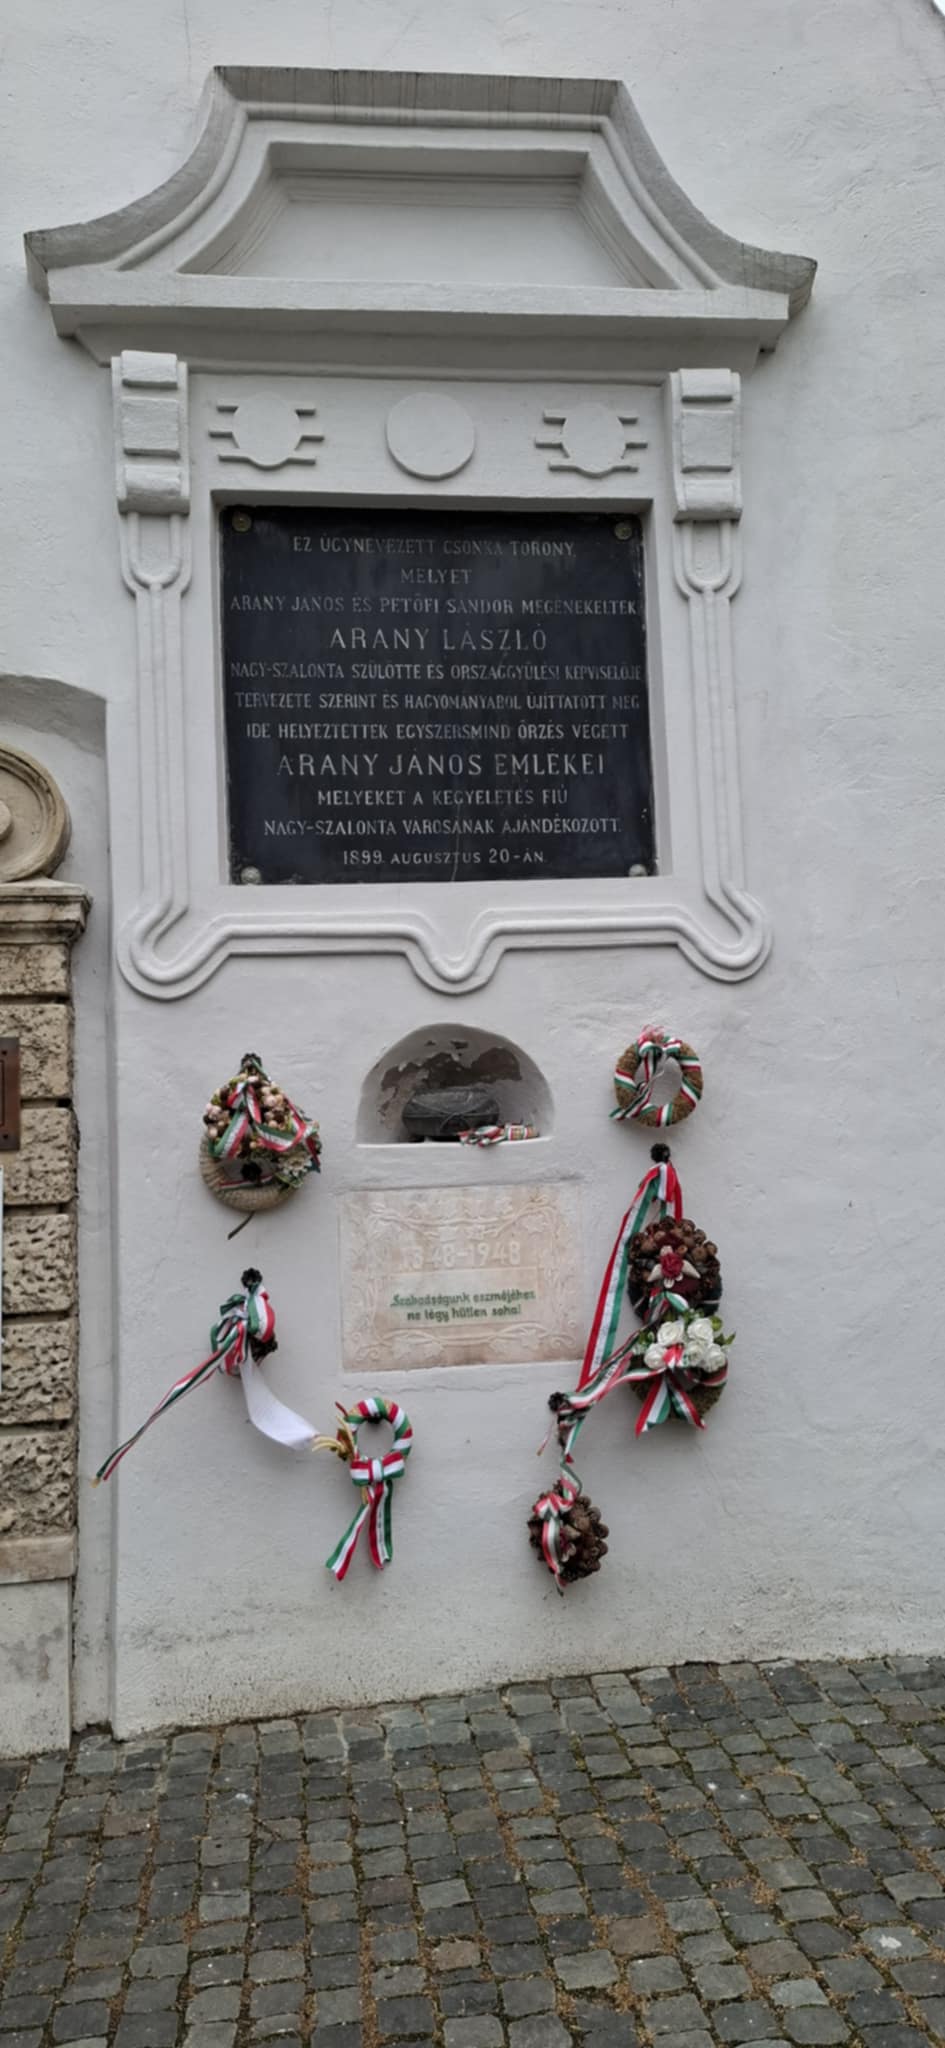 EZ ÚGYNEVEZETT CSONKA TORONY,
MELYET
ARANY JÁNOS ÉS PETŐFI SÁNDOR MEGÉNEKELTEK
ARANY LÁSZLÓ
NAGY-SZALONTA SZÜLÖTTE ÉS ORSZÁGGYŰLÉSI KÉPVISELŐJE
TERVEZETE SZERINT ÉS HAGYOMÁNYÁBÓL ÚJÍTTATOTT MEG
IDE HELYEZTETTEK EGYSZERSMIND ŐRZÉS VÉGETT
ARANY JÁNOS EMLÉKEI
MELYEKET A KEGYELETES FIÚ
NAGY-SZALONTA VÁROSÁNAK AJÁNDÉKOZOTT.
1899. AUGUSZTUS 20-ÁN.
1848-1948
„Szabadságunk eszméjéhez
ne légy hűtlen soha!